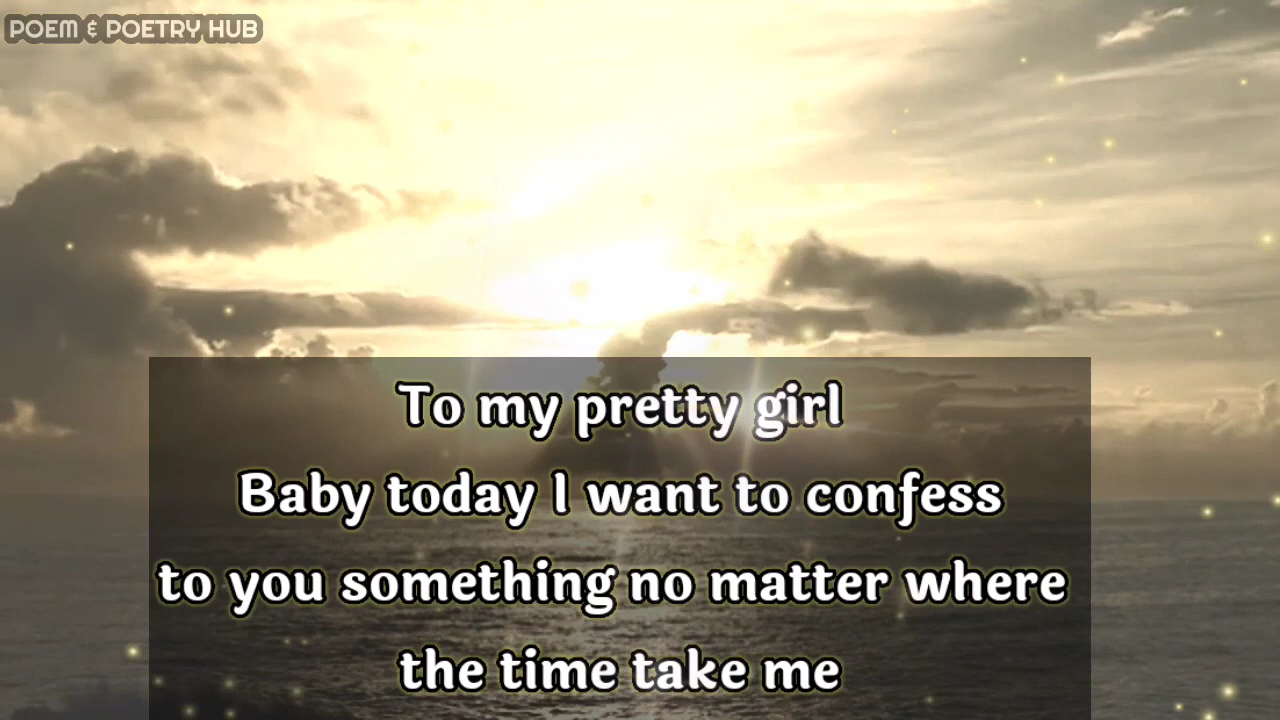 POEM & POETRY HUB
To my pretty girl
Baby today I want to confess
to you something no matter where
the time take me